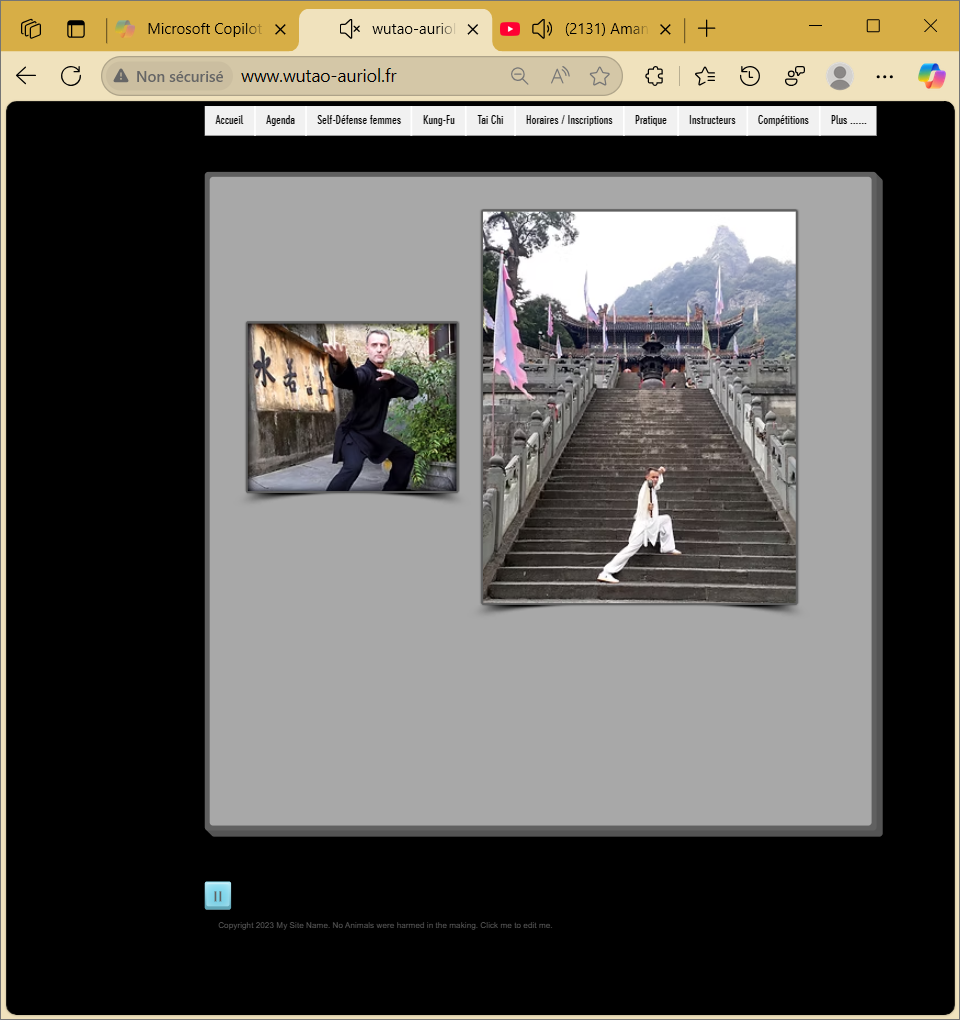 Microsoft Copilot
wutao-auriol
(2131) Aman
Non sécurisé
www.wutao-auriol.fr
Accueil
Agenda
Self-Défense femmes
Kung-Fu
Tai Chi
Horaires / Inscriptions
Pratique
Instructeurs
Compétitions
Plus ......
水善
上
Copyright 2023 My Site Name. No Animals were harmed in the making. Click me to edit me.